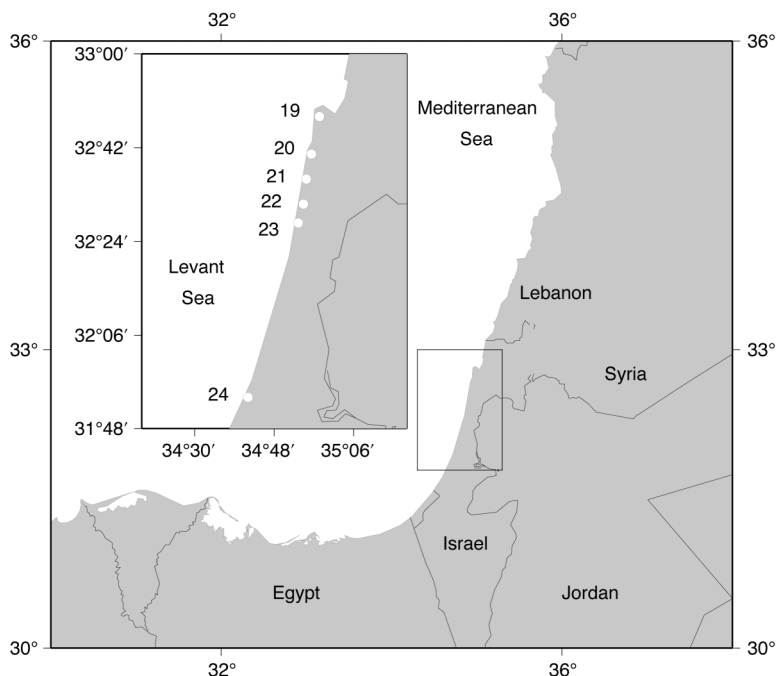 32°
36°
36°
36°
33°00′
Mediterranean
Sea
19
32°42′
20
21
22
23
32°24′
Levant
Sea
Lebanon
32°06′
33°
33°
Syria
24
31°48′
34°30′
34°48′
35°06′
Israel
Egypt
Jordan
30°
30°
32°
36°